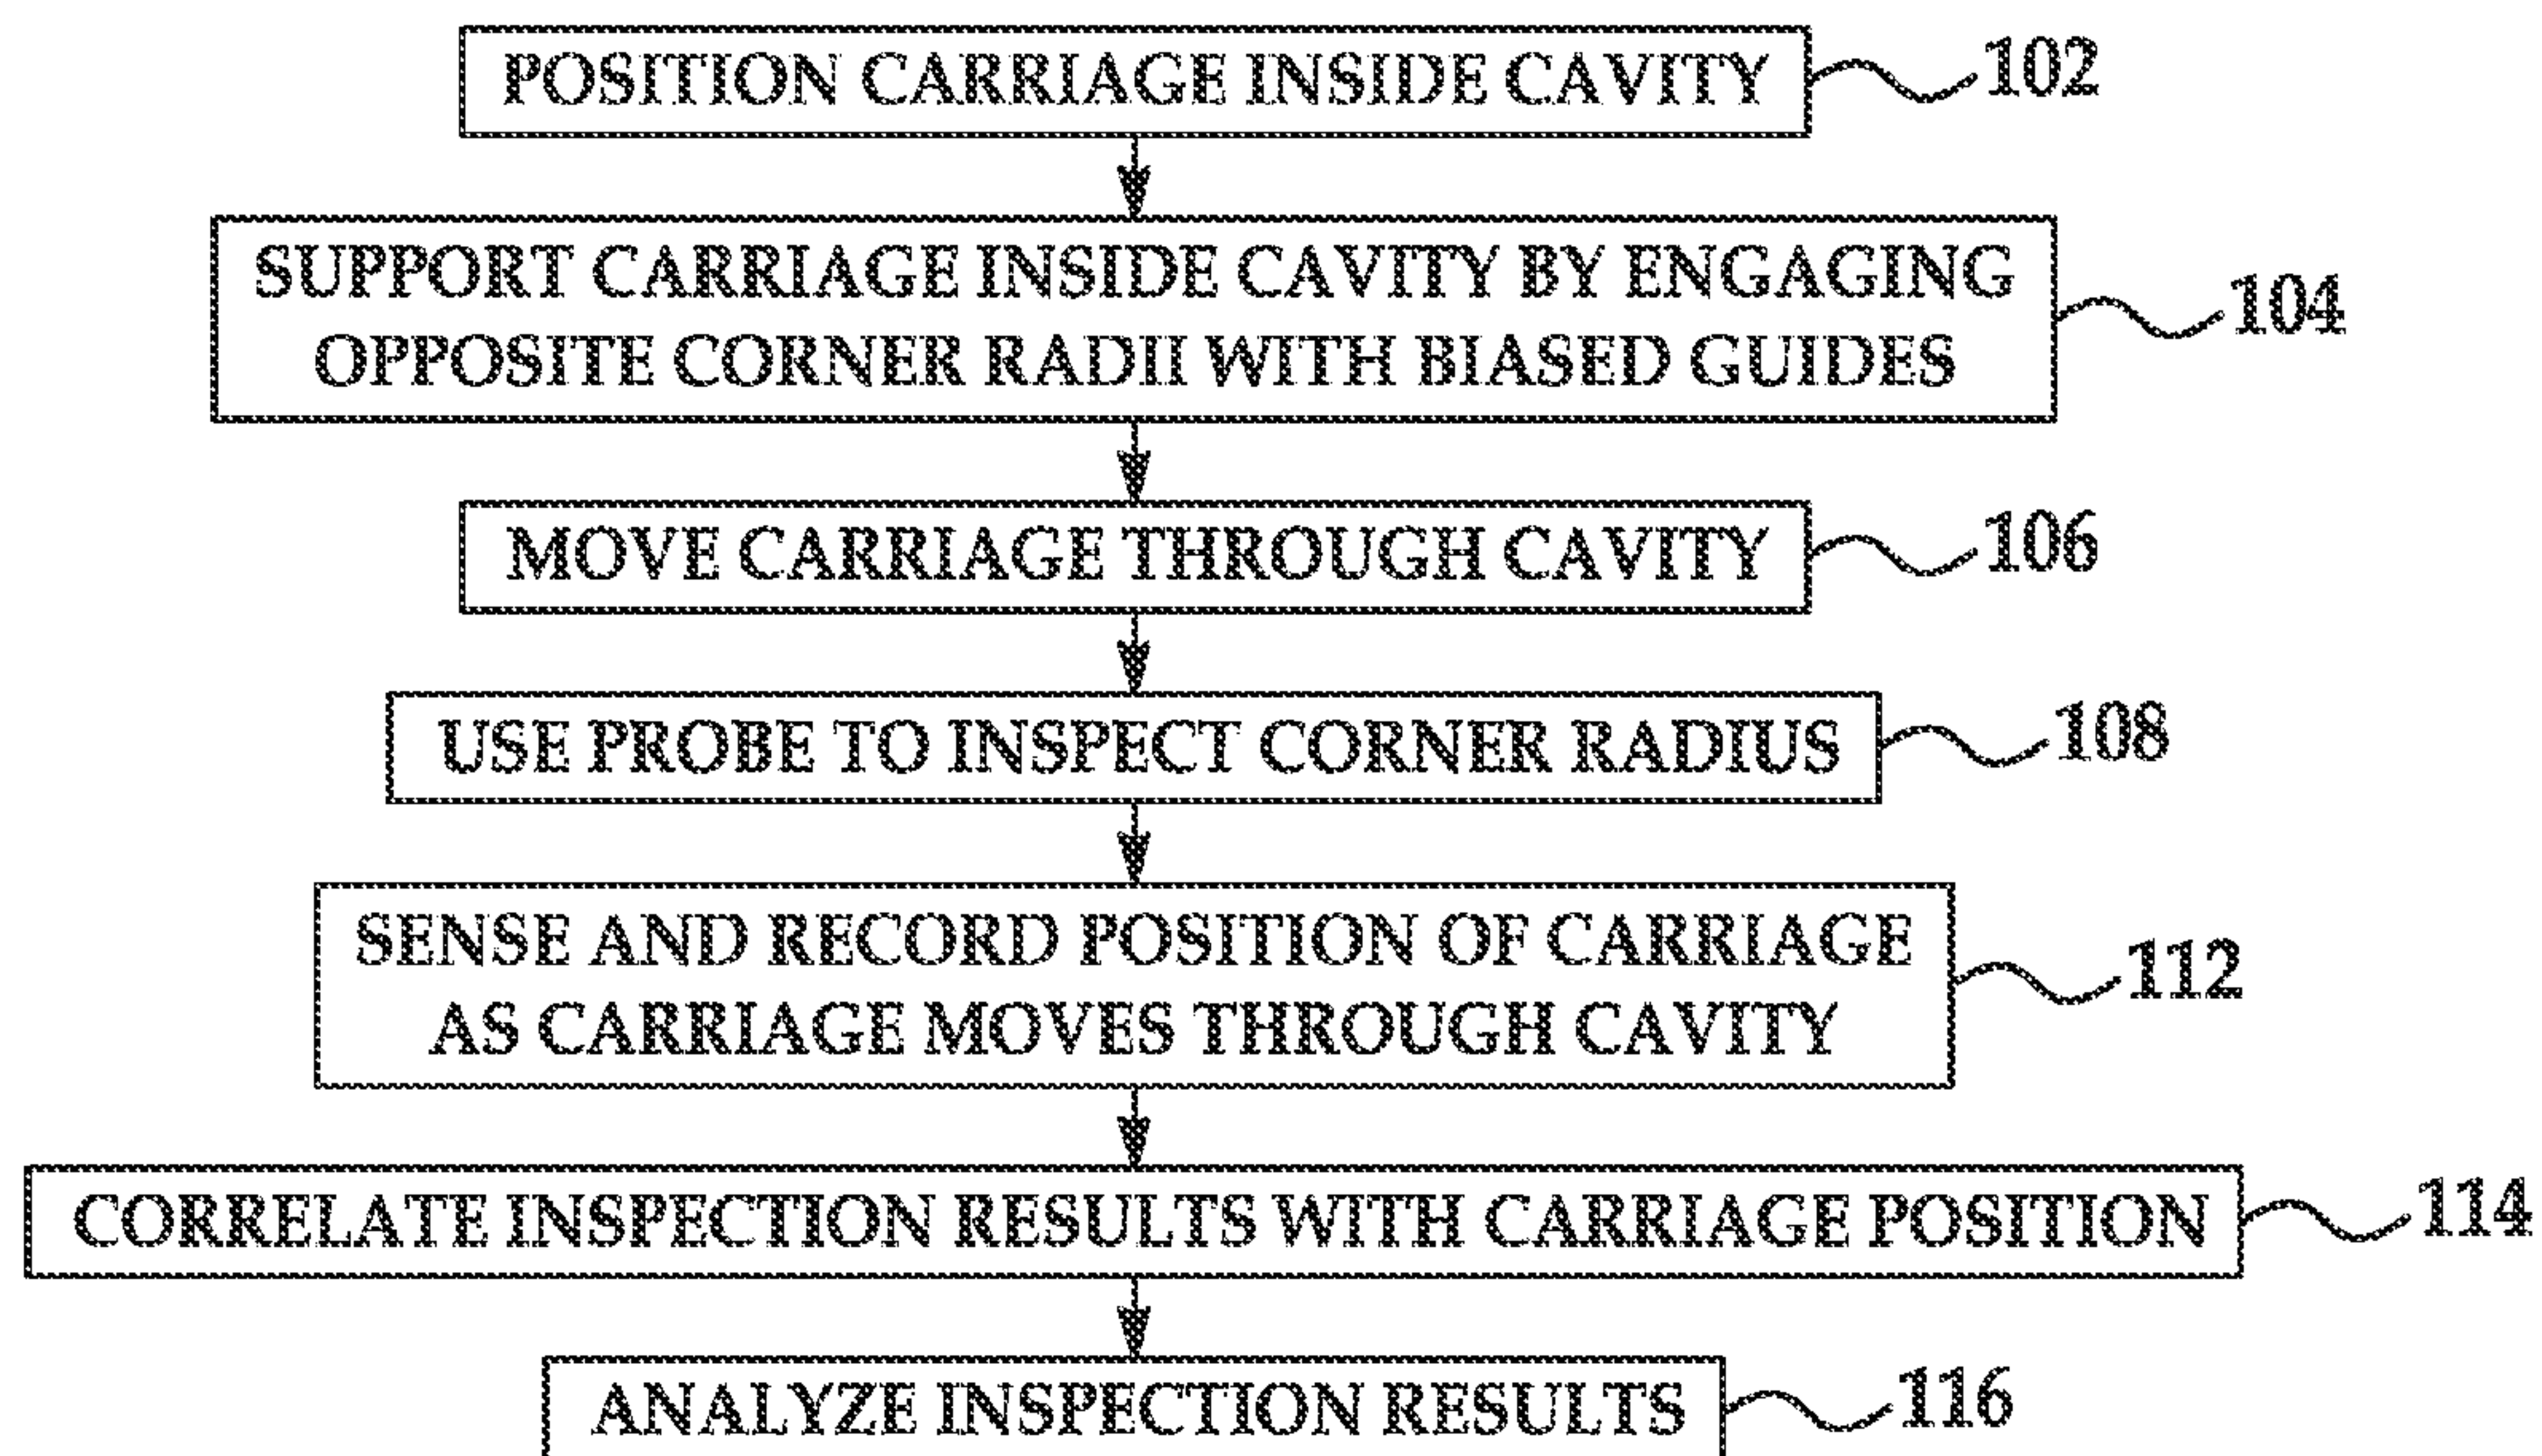 POSITION CARRIAGE INSIDE CAVITY 102
SUPPORT CARRIAGE INSIDE CAVITY BY ENGAGING
OPPOSITE CORNER RADII WITH BIASED GUIDES 104
MOVE CARRIAGE THROUGH CAVITY 106
USE PROBE TO INSPECT CORNER RADIUS 108
SENSE AND RECORD POSITION OF CARRIAGE
AS CARRIAGE MOVES THROUGH CAVITY 112
CORRELATE INSPECTION RESULTS WITH CARRIAGE POSITION 114
ANALYZE INSPECTION RESULTS 116